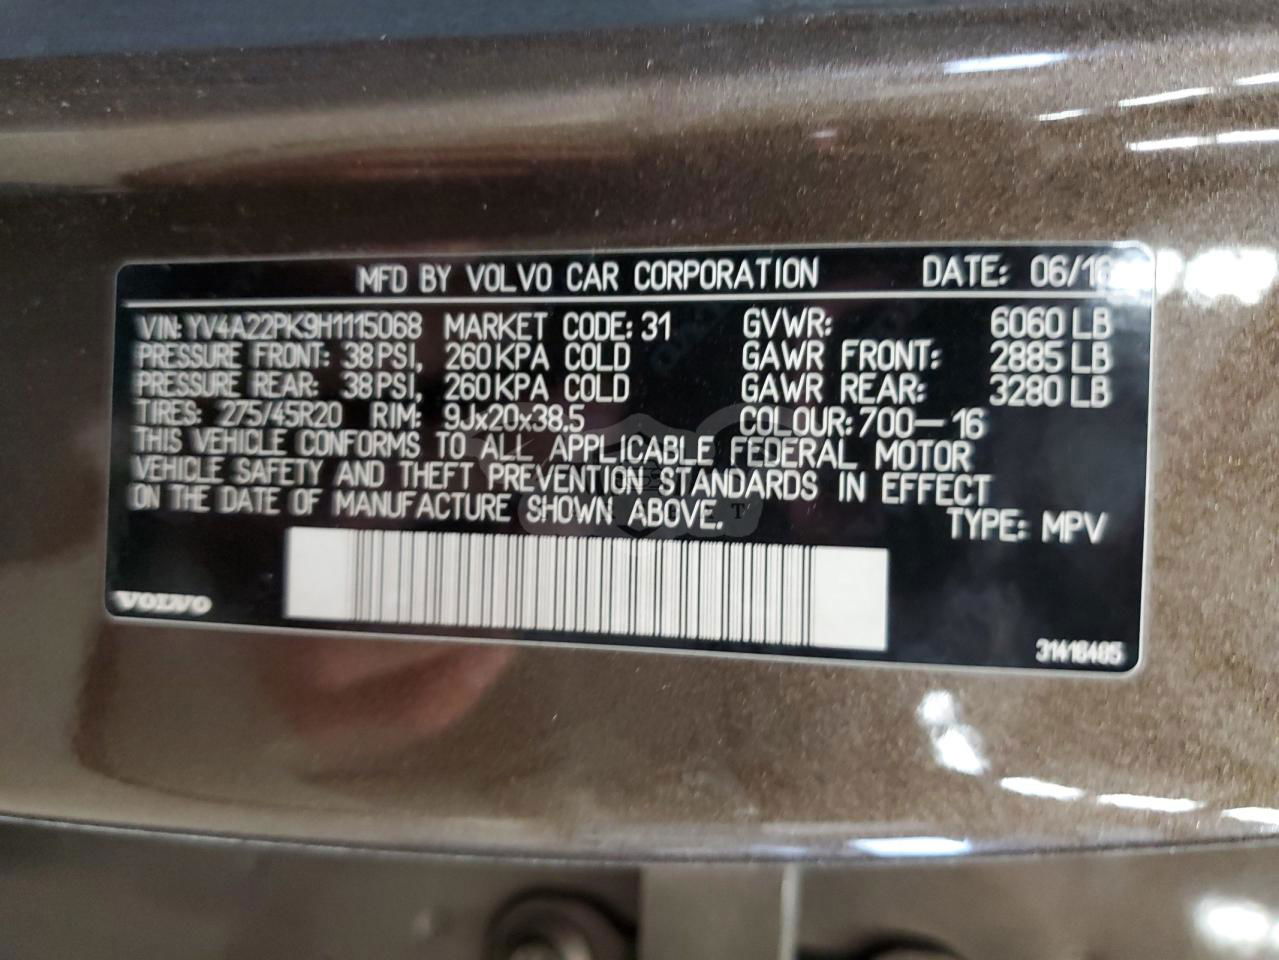 MFD BY VOLVO CAR CORPORATION DATE: 06/16
VIN: YV4A22PK9H1115068 MARKET CODE: 31 GVWR: 6060 LB
PRESSURE FRONT: 38 PSI, 260 KPA COLD GAWR FRONT: 2885 LB
PRESSURE REAR: 38 PSI, 260 KPA COLD GAWR REAR: 3280 LB
TIRES: 275/45R20 RIM: 9Jx20x38.5 COLOUR: 700-16
THIS VEHICLE CONFORMS TO ALL APPLICABLE FEDERAL MOTOR
VEHICLE SAFETY AND THEFT PREVENTION STANDARDS IN EFFECT
ON THE DATE OF MANUFACTURE SHOWN ABOVE.
TYPE: MPV
VOLVO
31418405